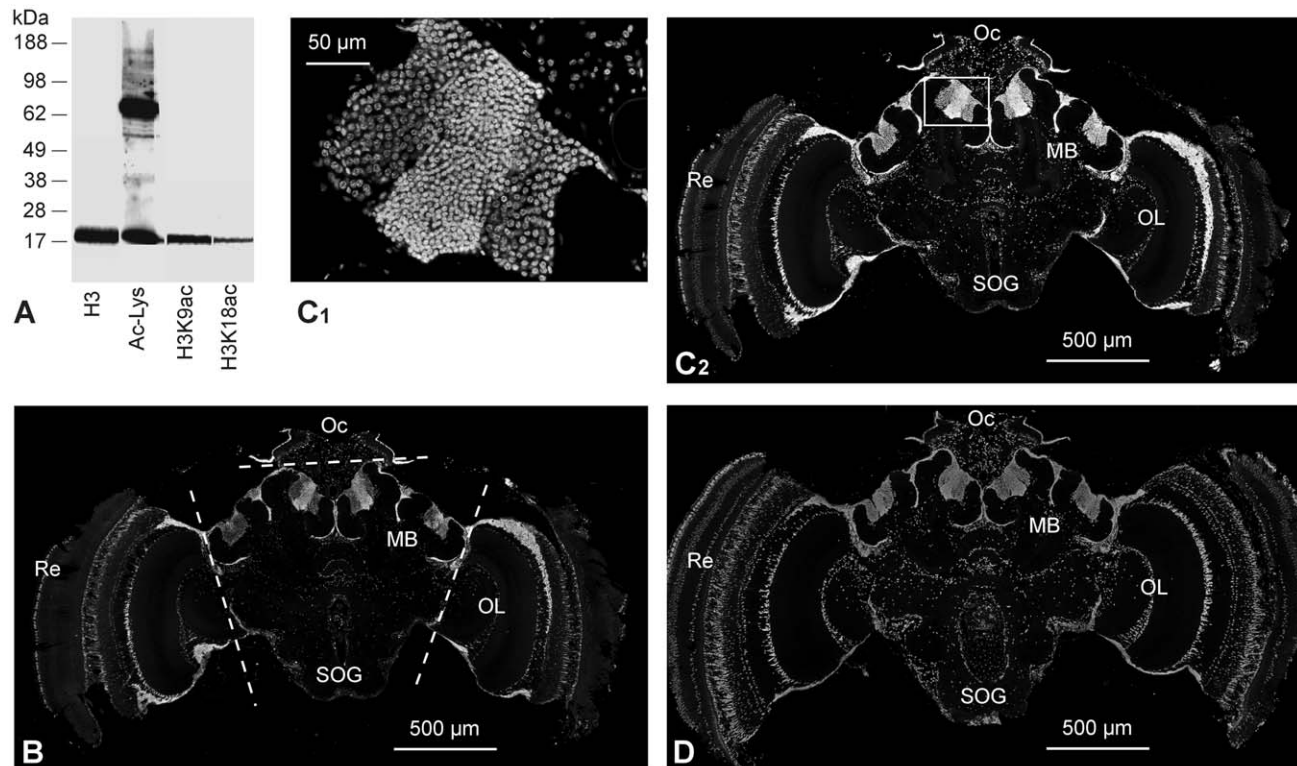 kDa
188
98
62
49
38
28
17
H3
Ac-Lys
H3K9ac
H3K18ac
A
50 µm
C1
Oc
MB
Re
OL
SOG
500 µm
C2
Oc
MB
Re
OL
SOG
500 µm
B
Oc
MB
Re
OL
SOG
500 µm
D